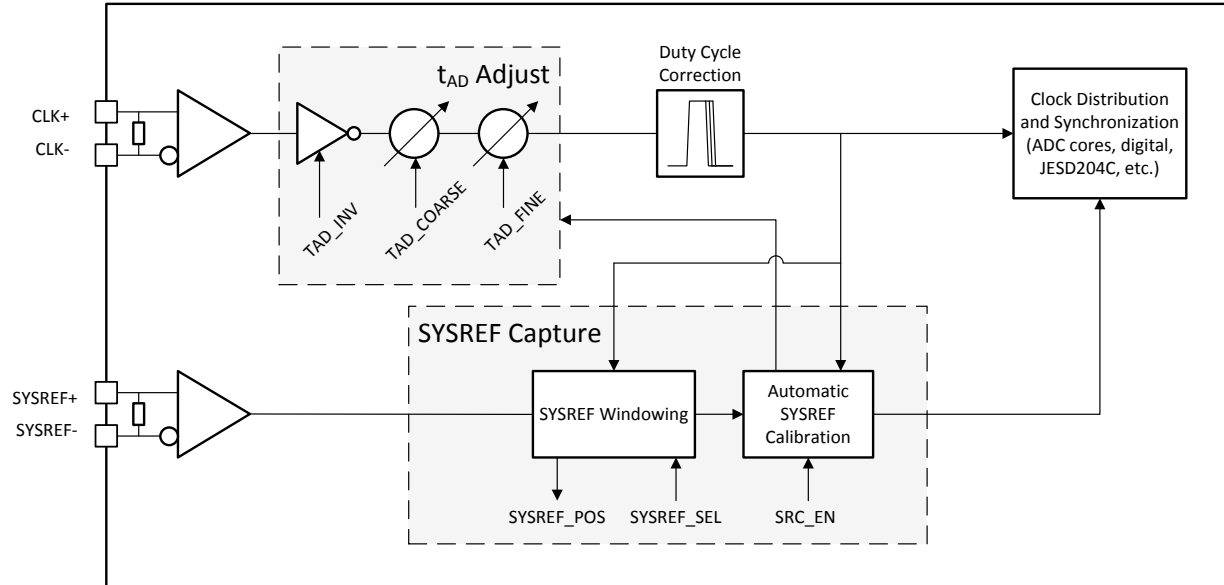 t_AD Adjust
Duty Cycle
Correction
CLK+
CLK-
TAD_INV
TAD_COARSE
TAD_FINE
Clock Distribution
and Synchronization
(ADC cores, digital,
JESD204C, etc.)
SYSREF Capture
SYSREF+
SYSREF-
SYSREF Windowing
Automatic
SYSREF
Calibration
SYSREF_POS
SYSREF_SEL
SRC_EN